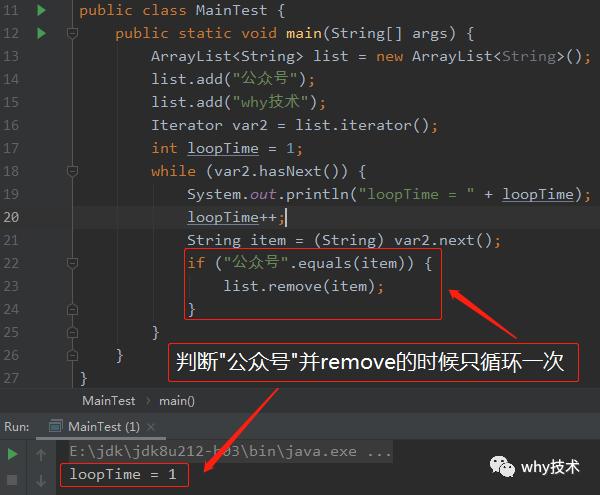 11 public class MainTest {
12 public static void main(String[] args) {
13 ArrayList<String> list = new ArrayList<String>();
14 list.add("公众号");
15 list.add("why技术");
16 Iterator var2 = list.iterator();
17 int loopTime = 1;
18 while (var2.hasNext()) {
19 System.out.println("loopTime = " + loopTime);
20 loopTime++;
21 String item = (String) var2.next();
22 if ("公众号".equals(item)) {
23 list.remove(item);
24 }
25 }
26 }
27 }
判断"公众号"并remove的时候只循环一次
MainTest › main()
Run: MainTest (1) ×
E:\jdk\jdk8u212-b03\bin\java.exe ...
loopTime = 1
why技术